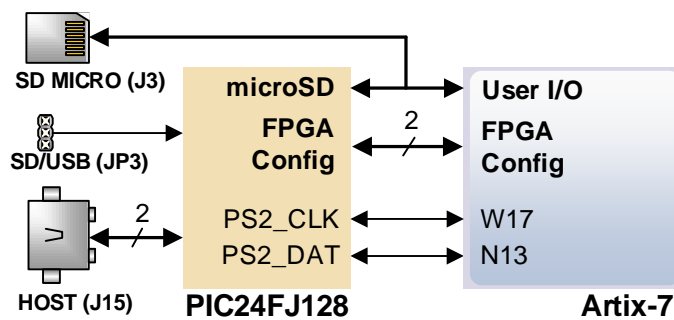 SD MICRO (J3)
SD/USB (JP3)
2
HOST (J15)
microSD
FPGA
Config
PS2_CLK
PS2_DAT
PIC24FJ128
2
User I/O
FPGA
Config
W17
N13
Artix-7